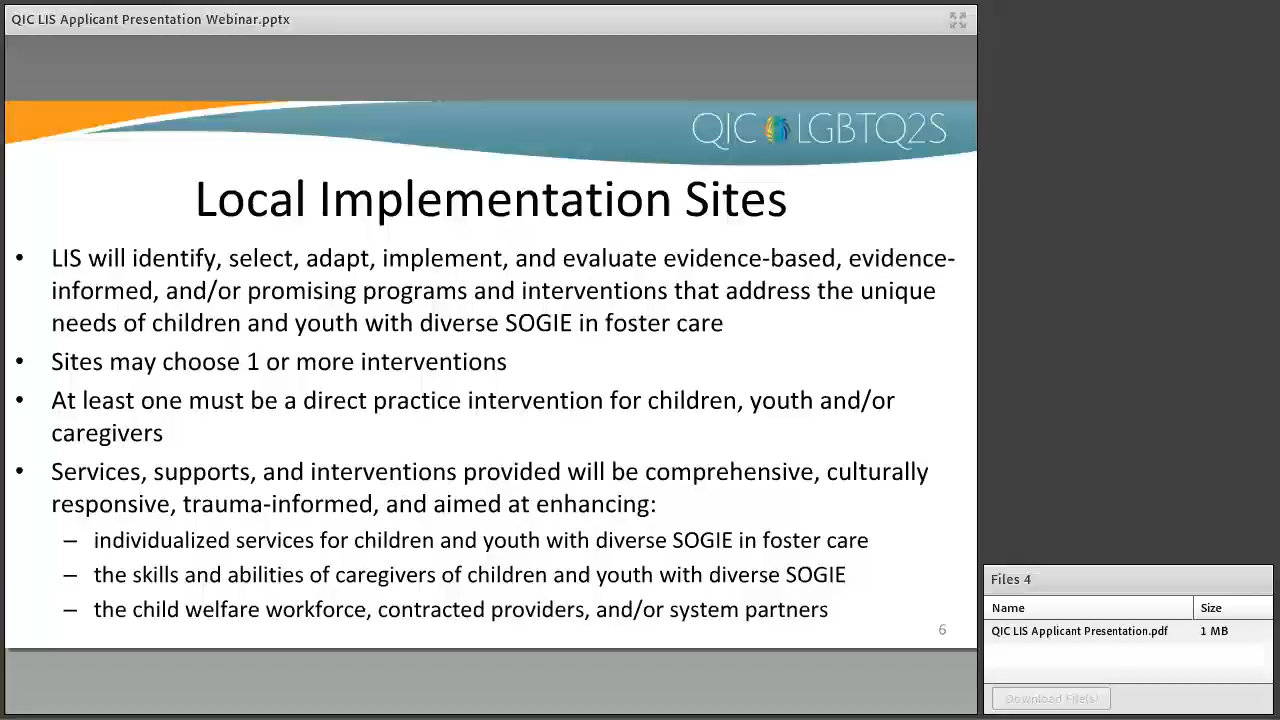 QIC LIS Applicant Presentation Webinar.pptx
QIC LGBTQ2S
Local Implementation Sites
• LIS will identify, select, adapt, implement, and evaluate evidence-based, evidence-
informed, and/or promising programs and interventions that address the unique
needs of children and youth with diverse SOGIE in foster care
• Sites may choose 1 or more interventions
• At least one must be a direct practice intervention for children, youth and/or
caregivers
• Services, supports, and interventions provided will be comprehensive, culturally
responsive, trauma-informed, and aimed at enhancing:
– individualized services for children and youth with diverse SOGIE in foster care
– the skills and abilities of caregivers of children and youth with diverse SOGIE
– the child welfare workforce, contracted providers, and/or system partners
6
Files 4
Name Size
QIC LIS Applicant Presentation.pdf 1 MB
Download File(s)